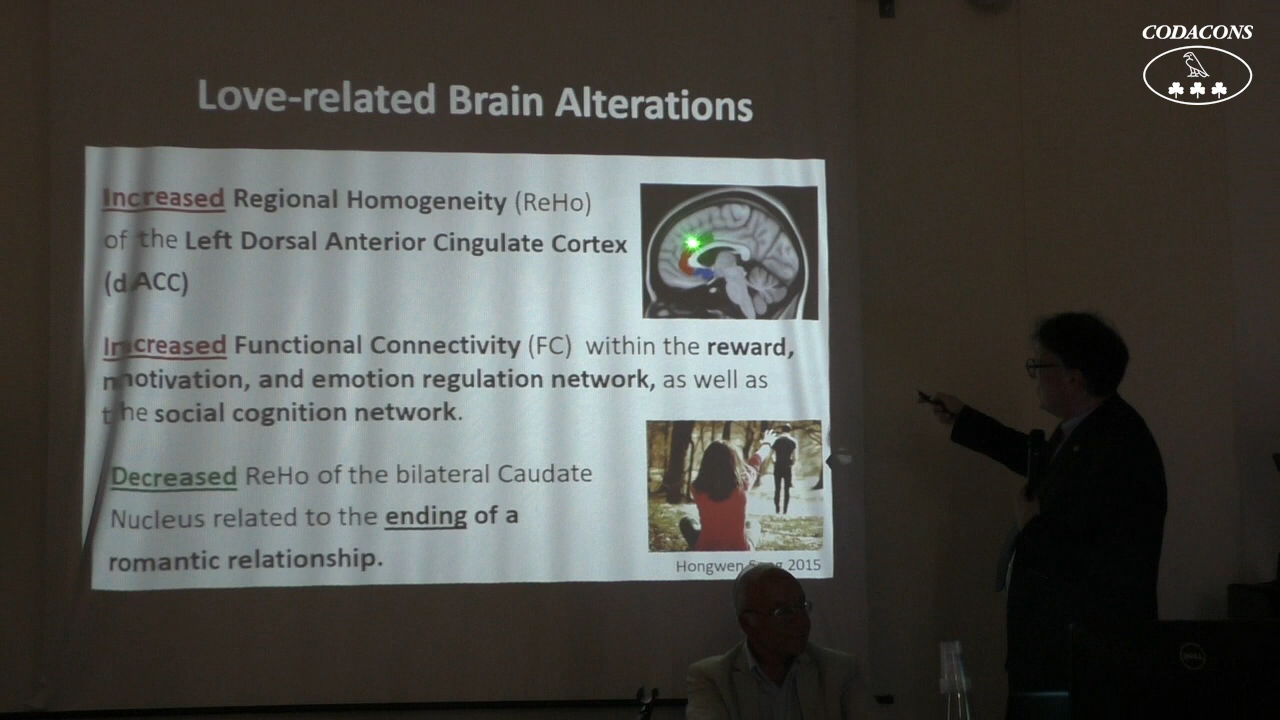 CODACONS
Love-related Brain Alterations
Increased Regional Homogeneity (ReHo)
of the Left Dorsal Anterior Cingulate Cortex
(dACC)
Increased Functional Connectivity (FC) within the reward,
motivation, and emotion regulation network, as well as
the social cognition network.
Decreased ReHo of the bilateral Caudate
Nucleus related to the ending of a
romantic relationship.
Hongwen 2015
DELL